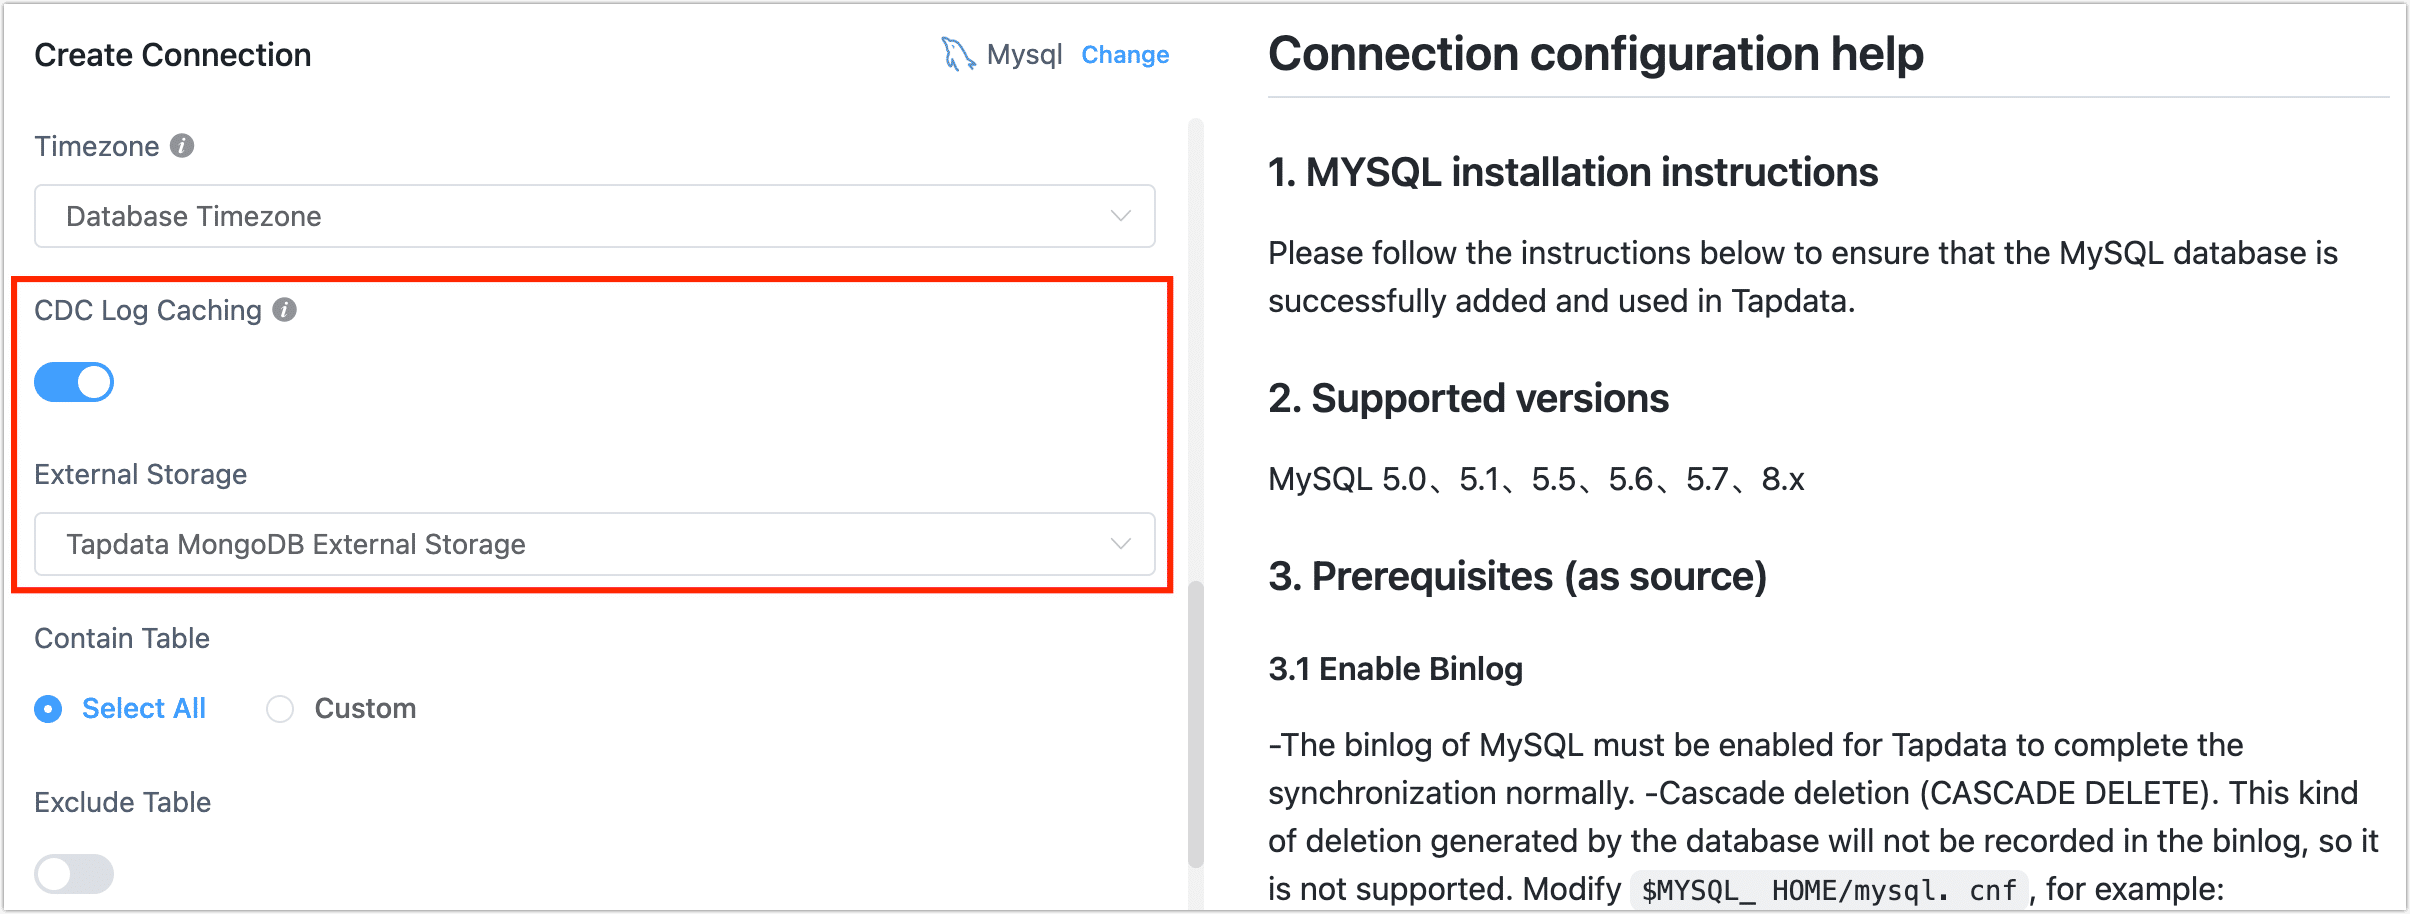 Create Connection
Mysql Change
Timezone i
Database Timezone
CDC Log Caching i
External Storage
Tapdata MongoDB External Storage
Contain Table
Select All Custom
Exclude Table
Connection configuration help
1. MYSQL installation instructions
Please follow the instructions below to ensure that the MySQL database is
successfully added and used in Tapdata.
2. Supported versions
MySQL 5.0、5.1、5.5、5.6、5.7、8.x
3. Prerequisites (as source)
3.1 Enable Binlog
-The binlog of MySQL must be enabled for Tapdata to complete the
synchronization normally. -Cascade deletion (CASCADE DELETE). This kind
of deletion generated by the database will not be recorded in the binlog, so it
is not supported. Modify $MYSQL_ HOME/mysql. cnf , for example: